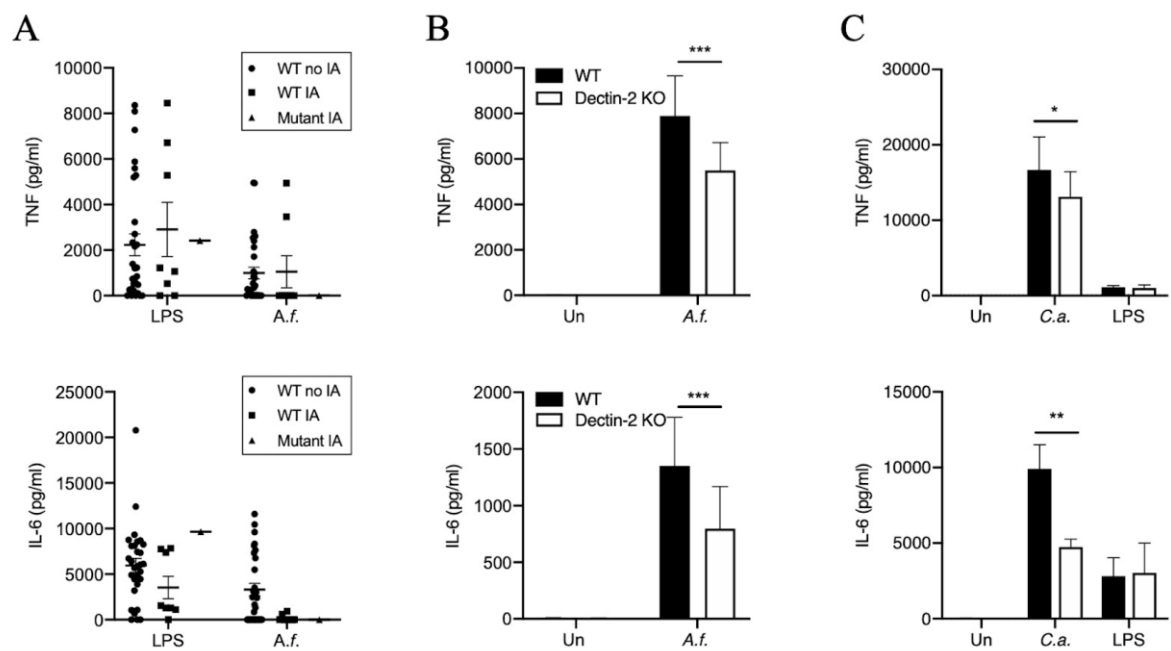 A
TNF (pg/ml)
10000
8000
6000
4000
2000
0
WT no IA
WT IA
Mutant IA
LPS
A.f.
IL-6 (pg/ml)
25000
20000
15000
10000
5000
0
WT no IA
WT IA
Mutant IA
LPS
A.f.
B
TNF (pg/ml)
10000
8000
6000
4000
2000
0
WT
Dectin-2 KO
***
Un
A.f.
IL-6 (pg/ml)
2000
1500
1000
500
0
WT
Dectin-2 KO
***
Un
A.f.
C
TNF (pg/ml)
30000
20000
10000
0
*
Un
C.a.
LPS
IL-6 (pg/ml)
15000
10000
5000
0
**
Un
C.a.
LPS